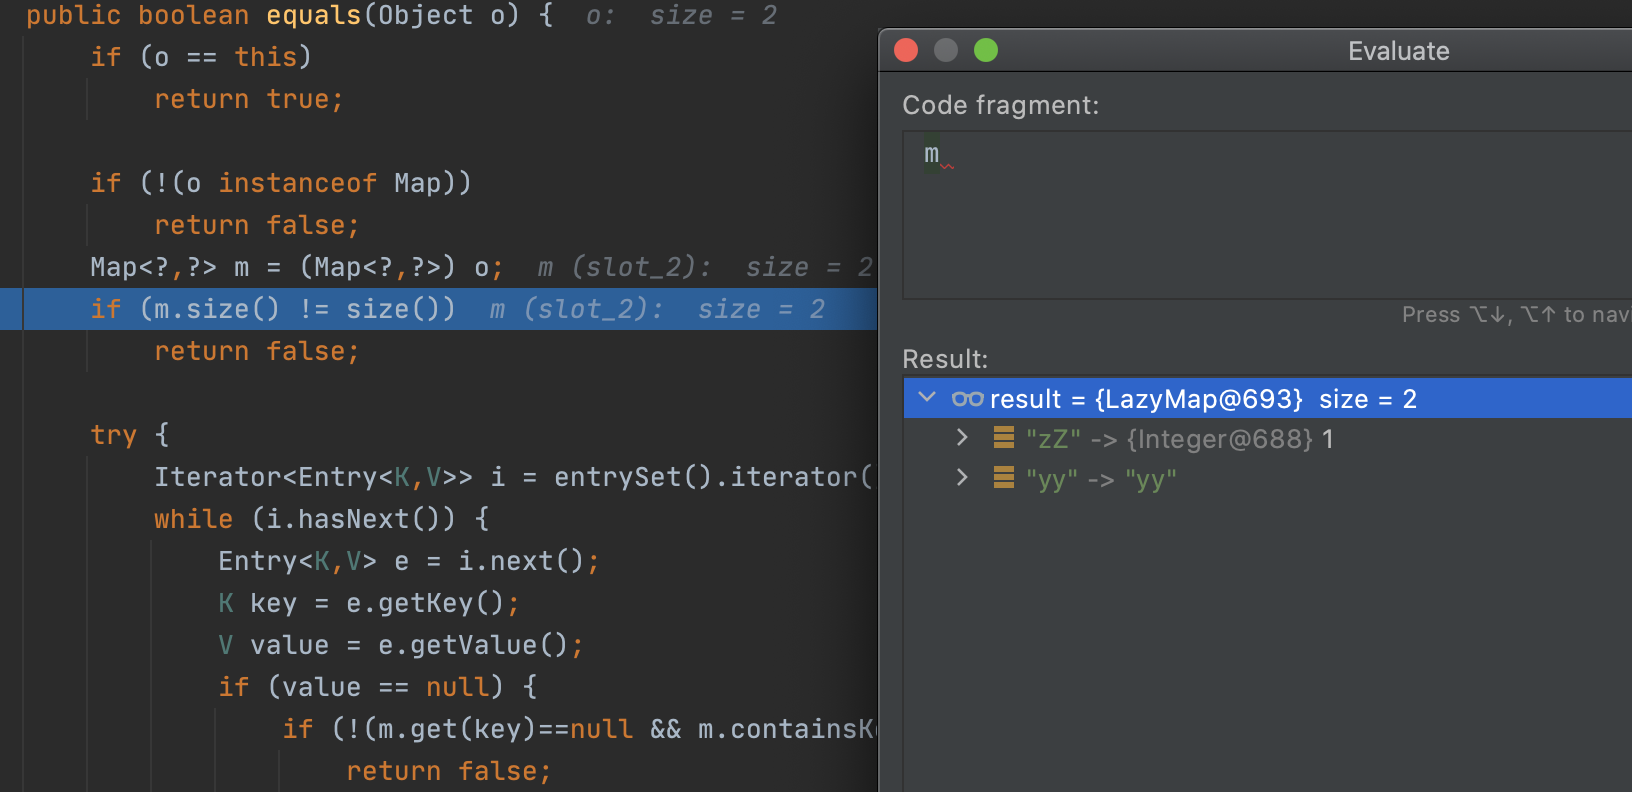 public boolean equals(Object o) {  o:  size = 2
if (o == this)
return true;
if (!(o instanceof Map))
return false;
Map<?,?> m = (Map<?,?>) o;  m (slot_2):  size = 2
if (m.size() != size())  m (slot_2):  size = 2
return false;
try {
Iterator<Entry<K,V>> i = entrySet().iterator(
while (i.hasNext()) {
Entry<K,V> e = i.next();
K key = e.getKey();
V value = e.getValue();
if (value == null) {
if (!(m.get(key)==null && m.containsK
return false;
Evaluate
Code fragment:
m
Press ⌥↓, ⌥↑ to navi
Result:
result = {LazyMap@693}  size = 2
"zZ" -> {Integer@688} 1
"yy" -> "yy"